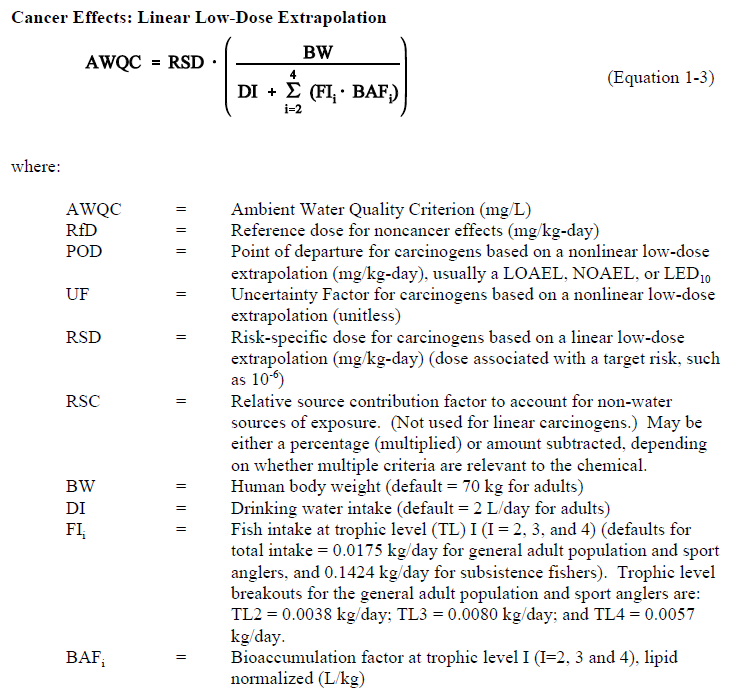 Cancer Effects: Linear Low-Dose Extrapolation
AWQC = RSD · ( BW / DI + Σ (FIi · BAFi) )
4
i=2
(Equation 1-3)
where:
AWQC = Ambient Water Quality Criterion (mg/L)
RfD = Reference dose for noncancer effects (mg/kg-day)
POD = Point of departure for carcinogens based on a nonlinear low-dose
extrapolation (mg/kg-day), usually a LOAEL, NOAEL, or LED10
UF = Uncertainty Factor for carcinogens based on a nonlinear low-dose
extrapolation (unitless)
RSD = Risk-specific dose for carcinogens based on a linear low-dose
extrapolation (mg/kg-day) (dose associated with a target risk, such
as 10-6)
RSC = Relative source contribution factor to account for non-water
sources of exposure. (Not used for linear carcinogens.) May be
either a percentage (multiplied) or amount subtracted, depending
on whether multiple criteria are relevant to the chemical.
BW = Human body weight (default = 70 kg for adults)
DI = Drinking water intake (default = 2 L/day for adults)
FIi = Fish intake at trophic level (TL) I (I = 2, 3, and 4) (defaults for
total intake = 0.0175 kg/day for general adult population and sport
anglers, and 0.1424 kg/day for subsistence fishers). Trophic level
breakouts for the general adult population and sport anglers are:
TL2 = 0.0038 kg/day; TL3 = 0.0080 kg/day; and TL4 = 0.0057
kg/day.
BAFi = Bioaccumulation factor at trophic level I (I=2, 3 and 4), lipid
normalized (L/kg)